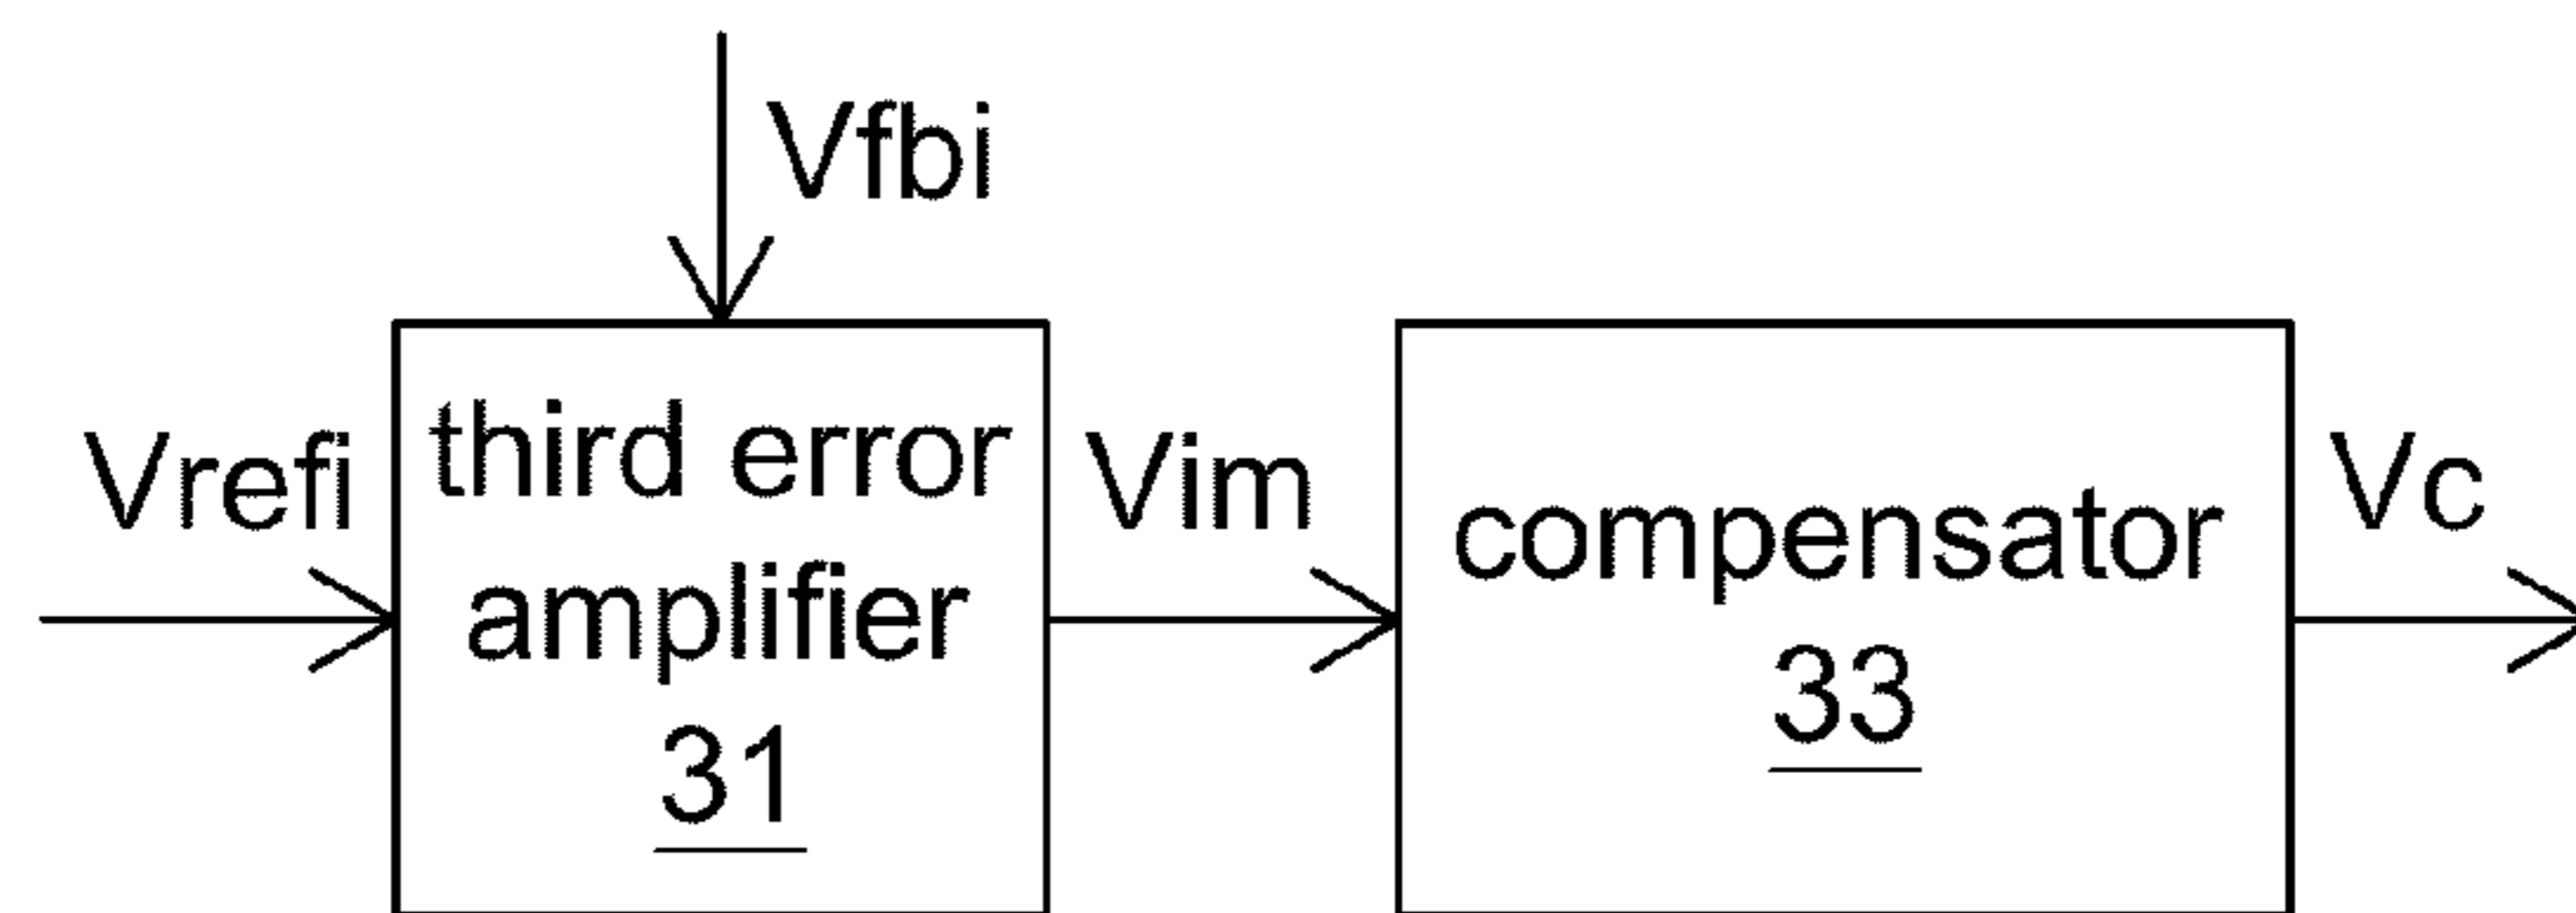 Vfbi
Vrefi
third error
amplifier
31
Vim
compensator
33
Vc